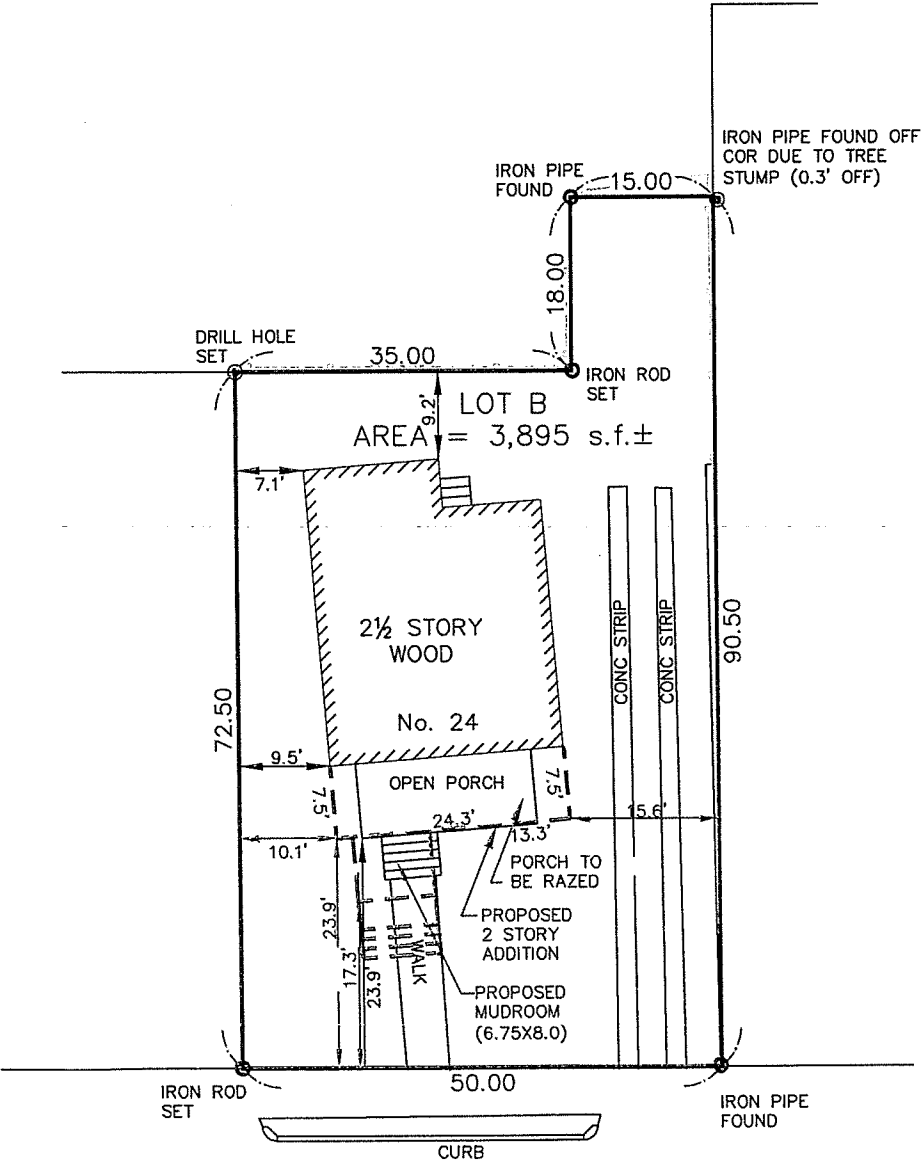 IRON PIPE FOUND OFF
COR DUE TO TREE
STUMP (0.3' OFF)
IRON PIPE
FOUND
15.00
18.00
DRILL HOLE
SET
35.00
IRON ROD
SET
9.2'
LOT B
AREA = 3,895 s.f.±
7.1'
2½ STORY
WOOD
CONC STRIP
CONC STRIP
90.50
72.50
No. 24
9.5'
OPEN PORCH
7.5'
7.5'
24.3'
13.3'
15.6'
10.1'
PORCH TO
BE RAZED
23.9'
17.3'
23.9'
WALK
PROPOSED
2 STORY
ADDITION
PROPOSED
MUDROOM
(6.75X8.0)
50.00
IRON ROD
SET
IRON PIPE
FOUND
CURB